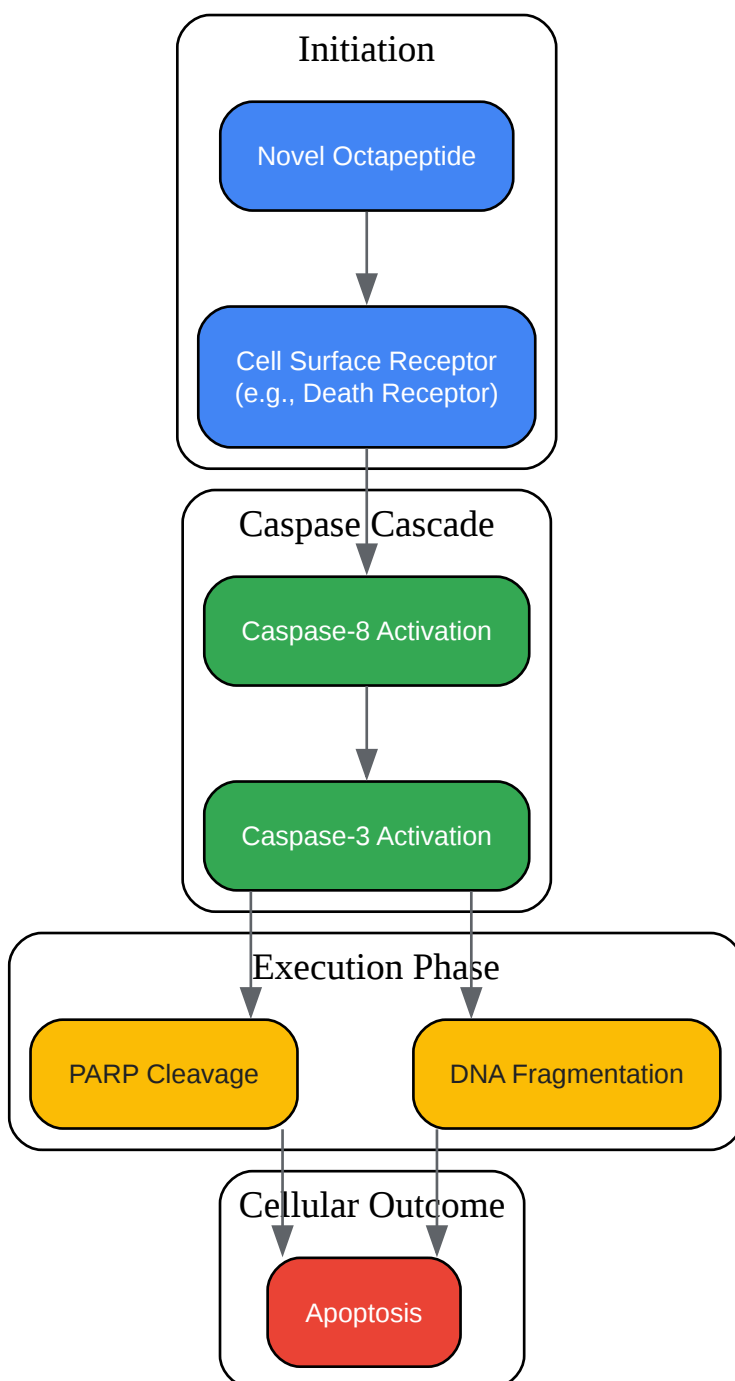 Initiation
Novel Octapeptide
Cell Surface Receptor
(e.g., Death Receptor)
Caspase Cascade
Caspase-8 Activation
Caspase-3 Activation
Execution Phase
PARP Cleavage
DNA Fragmentation
Cellular Outcome
Apoptosis